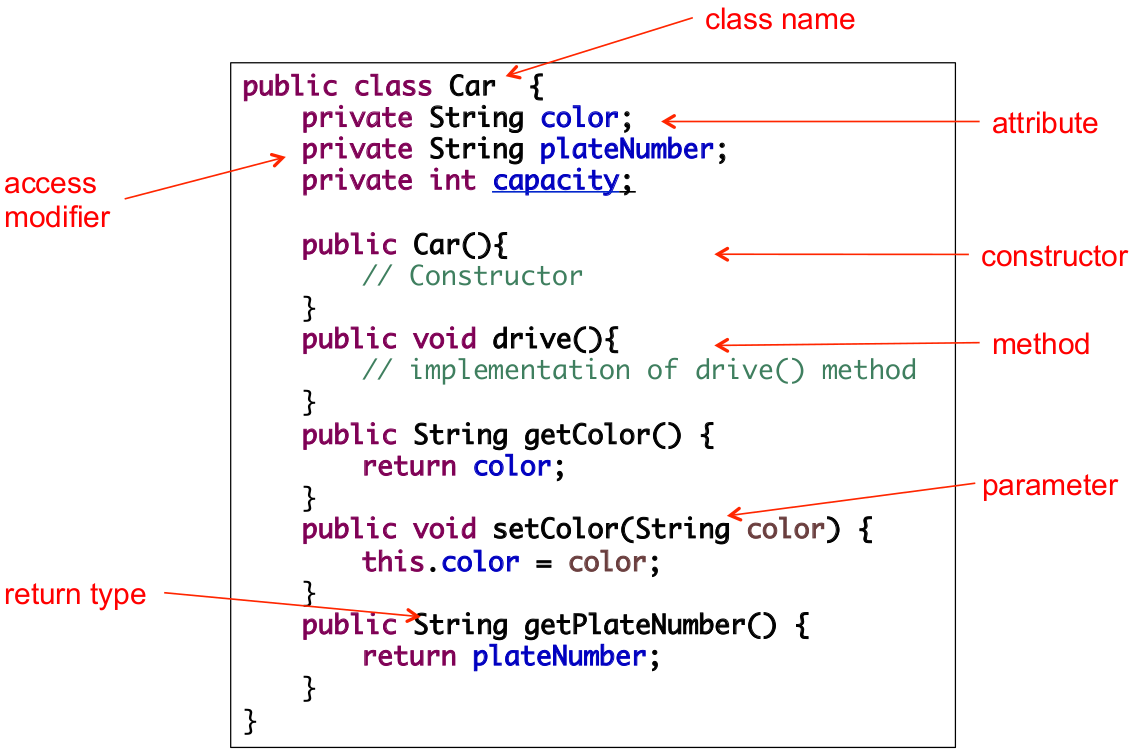 class name
public class Car {
private String color;
attribute
private String plateNumber;
access
modifier
private int capacity;
public Car(){
constructor
// Constructor
}
public void drive(){
method
// implementation of drive() method
}
public String getColor() {
return color;
}
parameter
public void setColor(String color) {
this.color = color;
}
return type
public String getPlateNumber() {
return plateNumber;
}
}